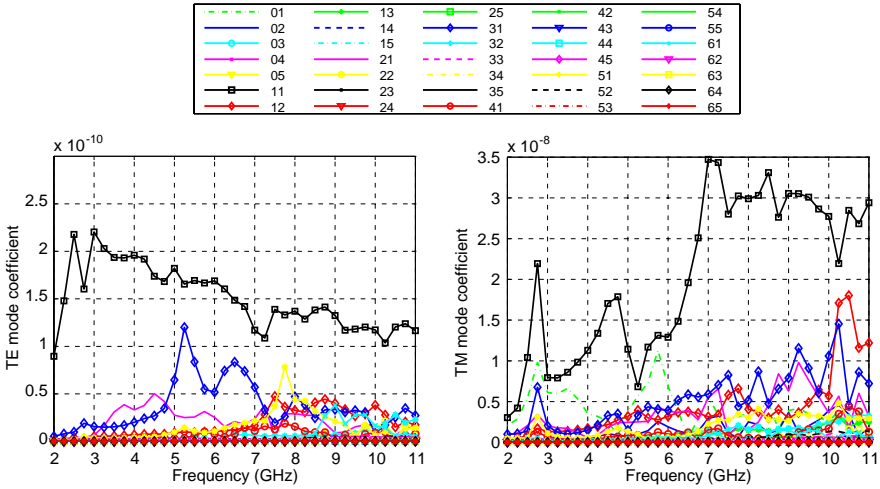 01 13 25 42 54
02 14 31 43 55
03 15 32 44 61
04 21 33 45 62
05 22 34 51 63
11 23 35 52 64
12 24 41 53 65
x 10^-10
2.5
2
1.5
1
0.5
0
2 3 4 5 6 7 8 9 10 11
Frequency (GHz)
TE mode coefficient
x 10^-8
3.5
3
2.5
2
1.5
1
0.5
0
2 3 4 5 6 7 8 9 10 11
Frequency (GHz)
TM mode coefficient